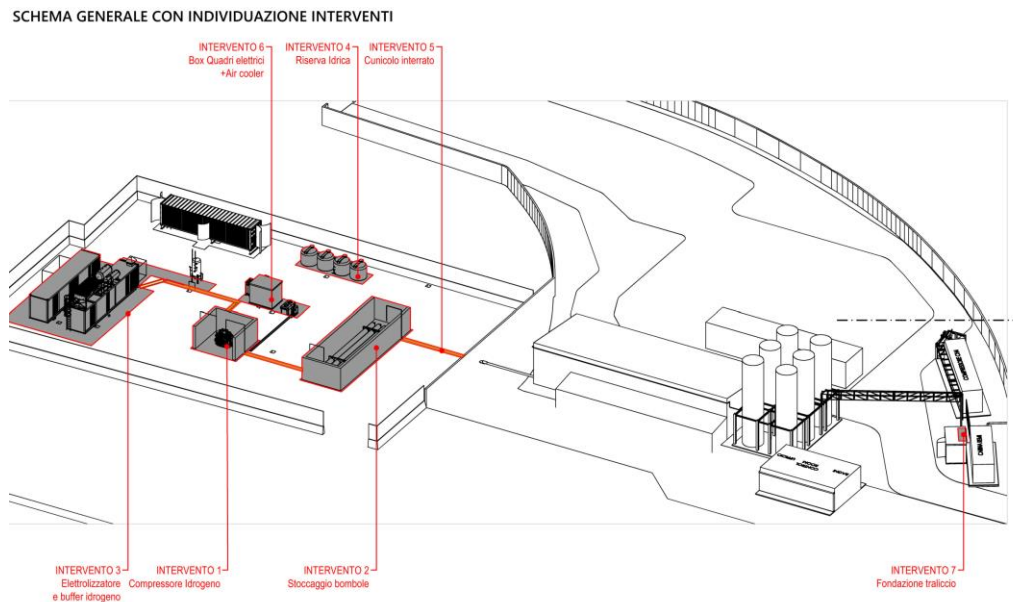 SCHEMA GENERALE CON INDIVIDUAZIONE INTERVENTI
INTERVENTO 6
Box Quadri elettrici
+Air cooler
INTERVENTO 4
Riserva Idrica
INTERVENTO 5
Cunicolo interrato
INTERVENTO 3
Elettrolizzatore
e buffer idrogeno
INTERVENTO 1
Compressore Idrogeno
INTERVENTO 2
Stoccaggio bombole
INTERVENTO 7
Fondazione traliccio